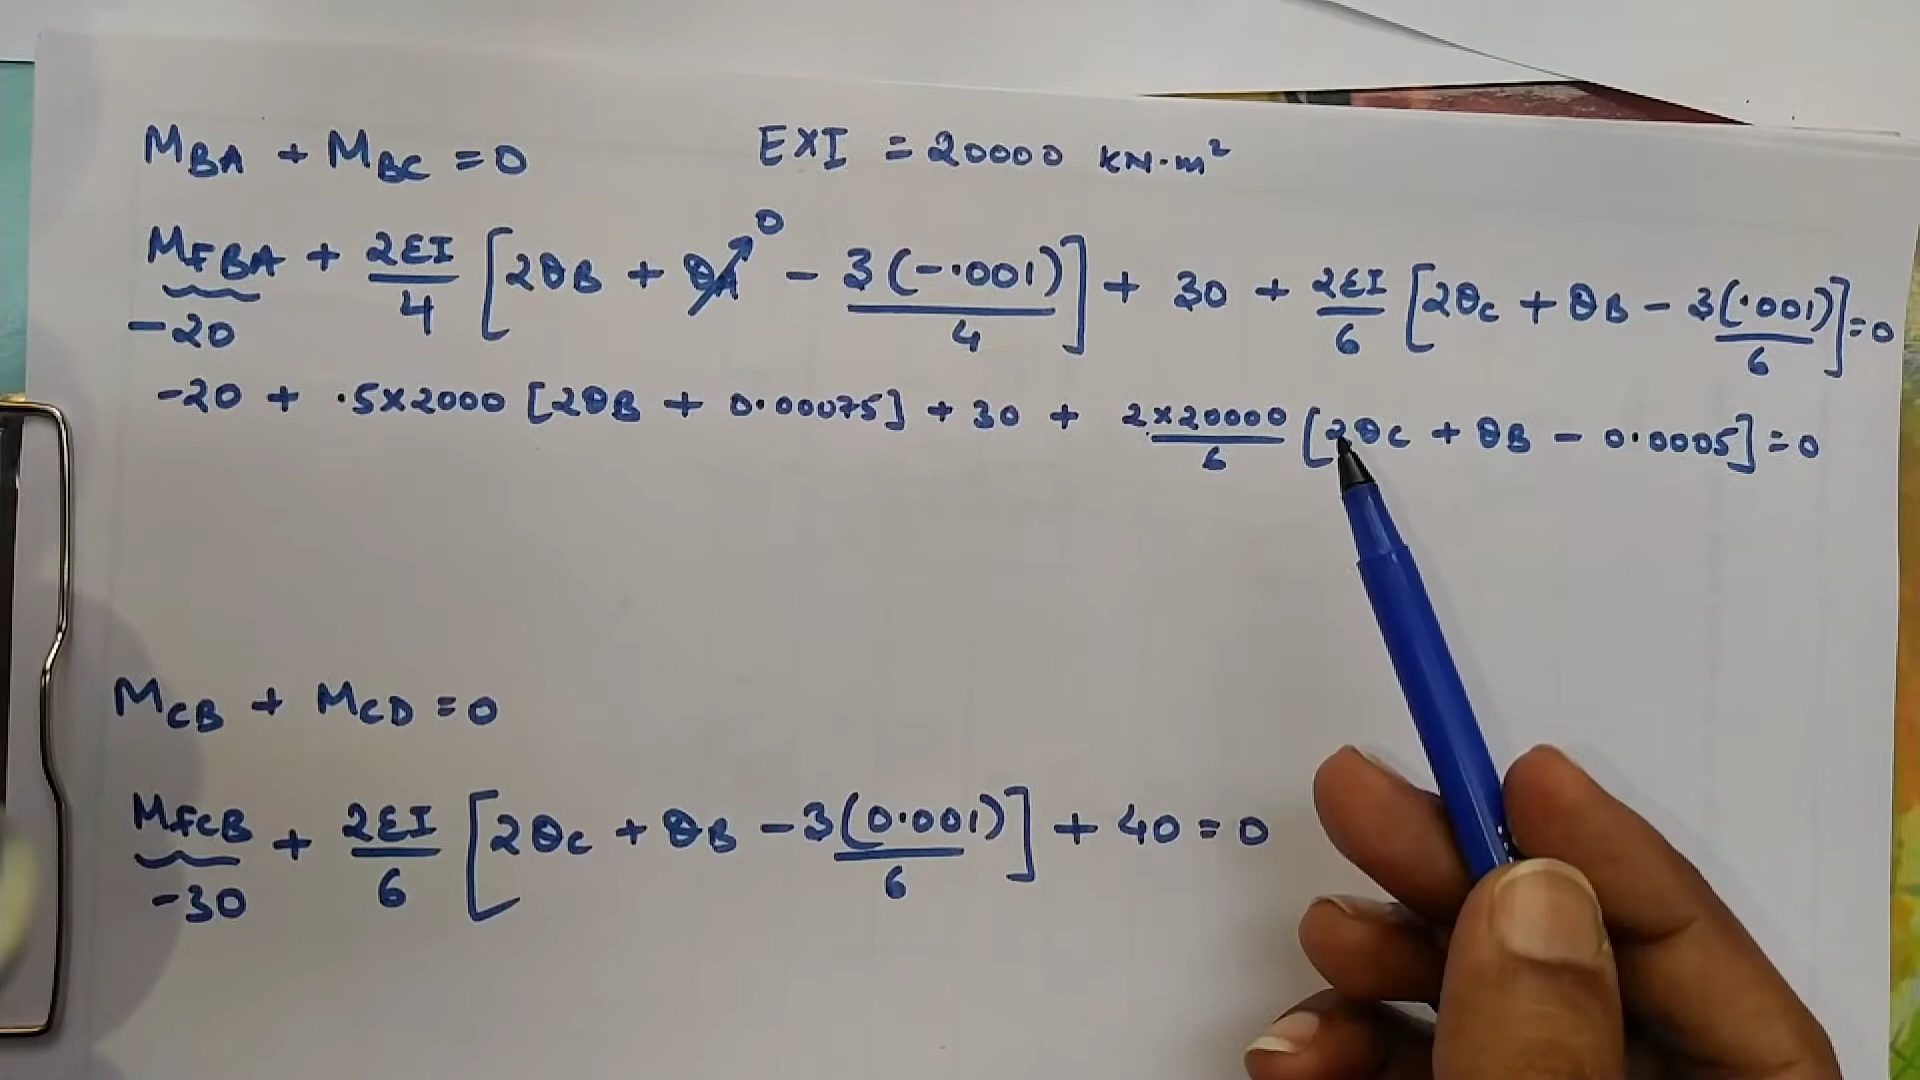 MBA + MBC = 0
EXI = 20000 KN.m²
MFBA + 2EI/4 [2θB + θA - 3(-.001)/4] + 30 + 2EI/6 [2θC + θB - 3(.001)/6] = 0
0
-20
-20 + .5×2000 [2θB + 0.00075] + 30 + 2×20000/6 [2θC + θB - 0.0005] = 0
MCB + MCD = 0
MFCB + 2EI/6 [2θC + θB - 3(0.001)/6] + 40 = 0
-30